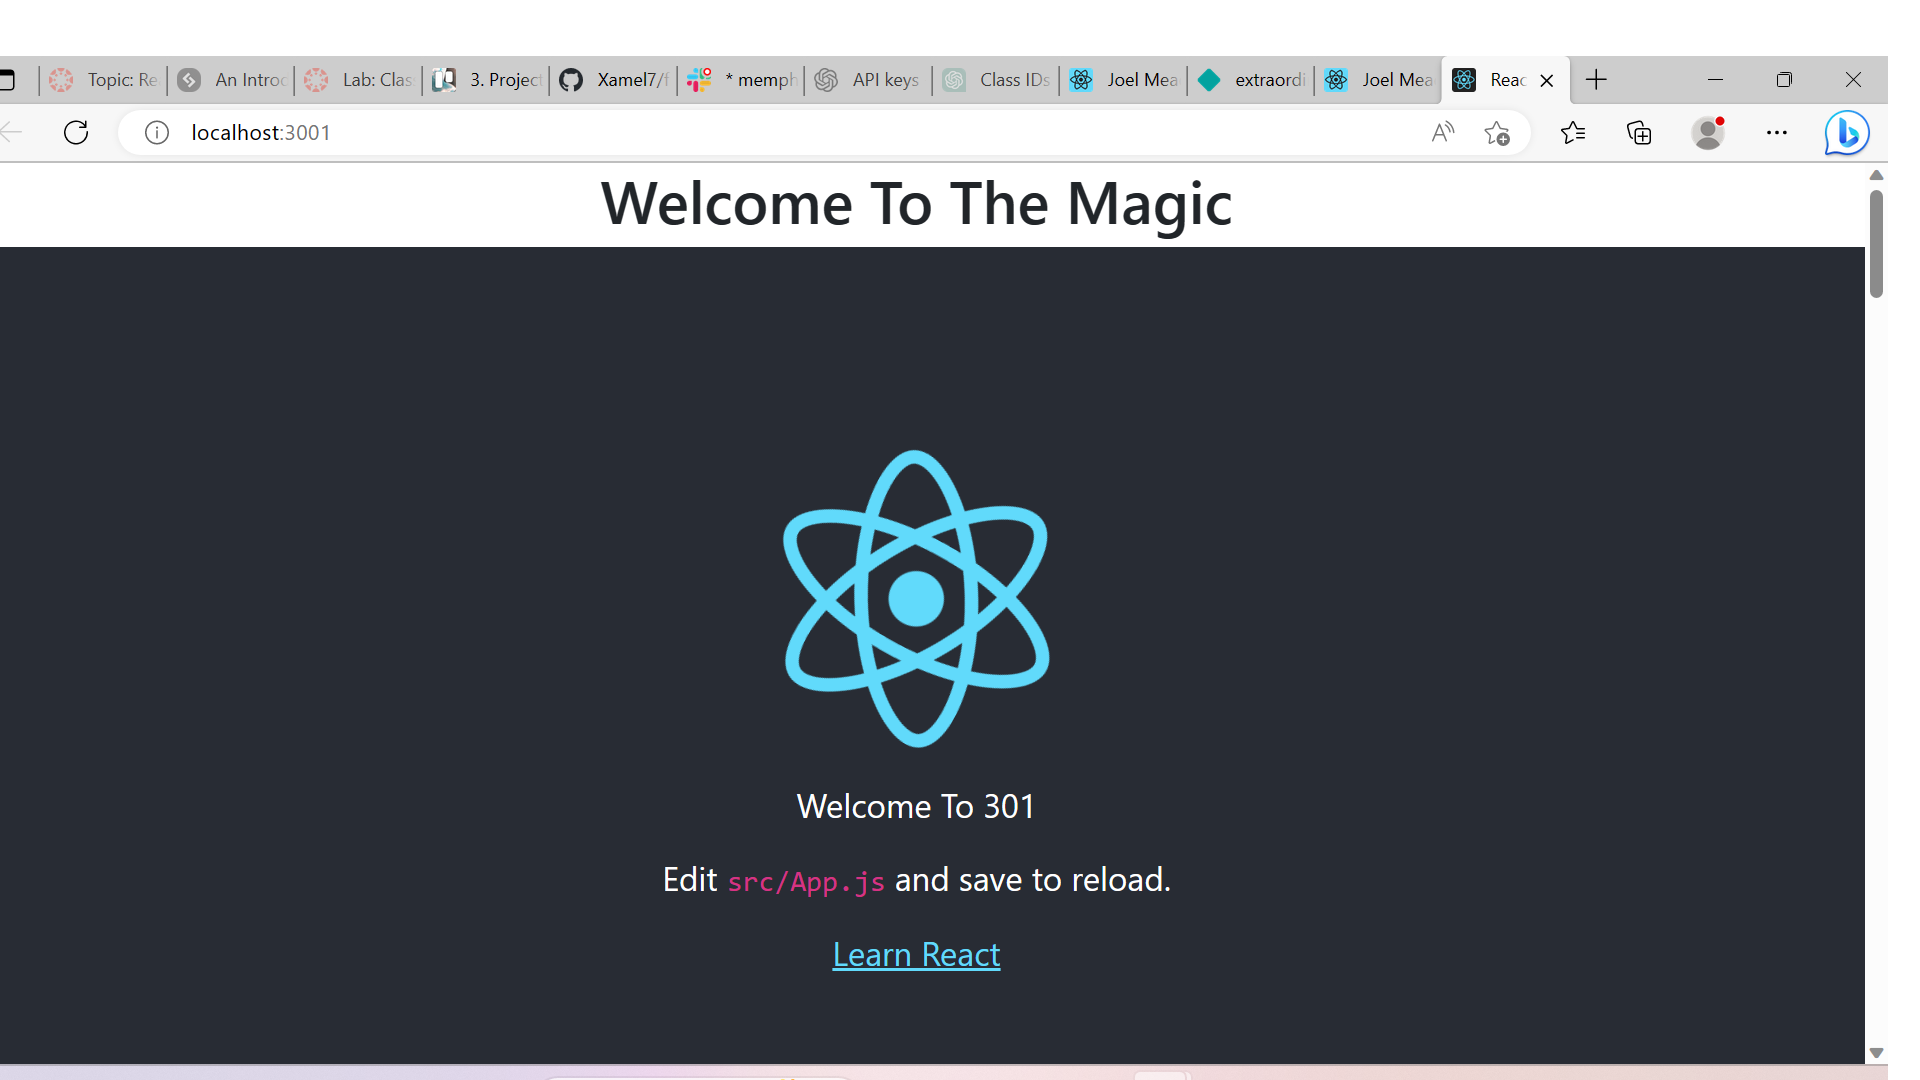 Topic: Re
An Introd
Lab: Clas
3. Project
Xamel7/f
* memph
API keys
Class IDs
Joel Mea
extraordi
Joel Mea
Reac
localhost:3001
Welcome To The Magic
Welcome To 301
Edit src/App.js and save to reload.
Learn React